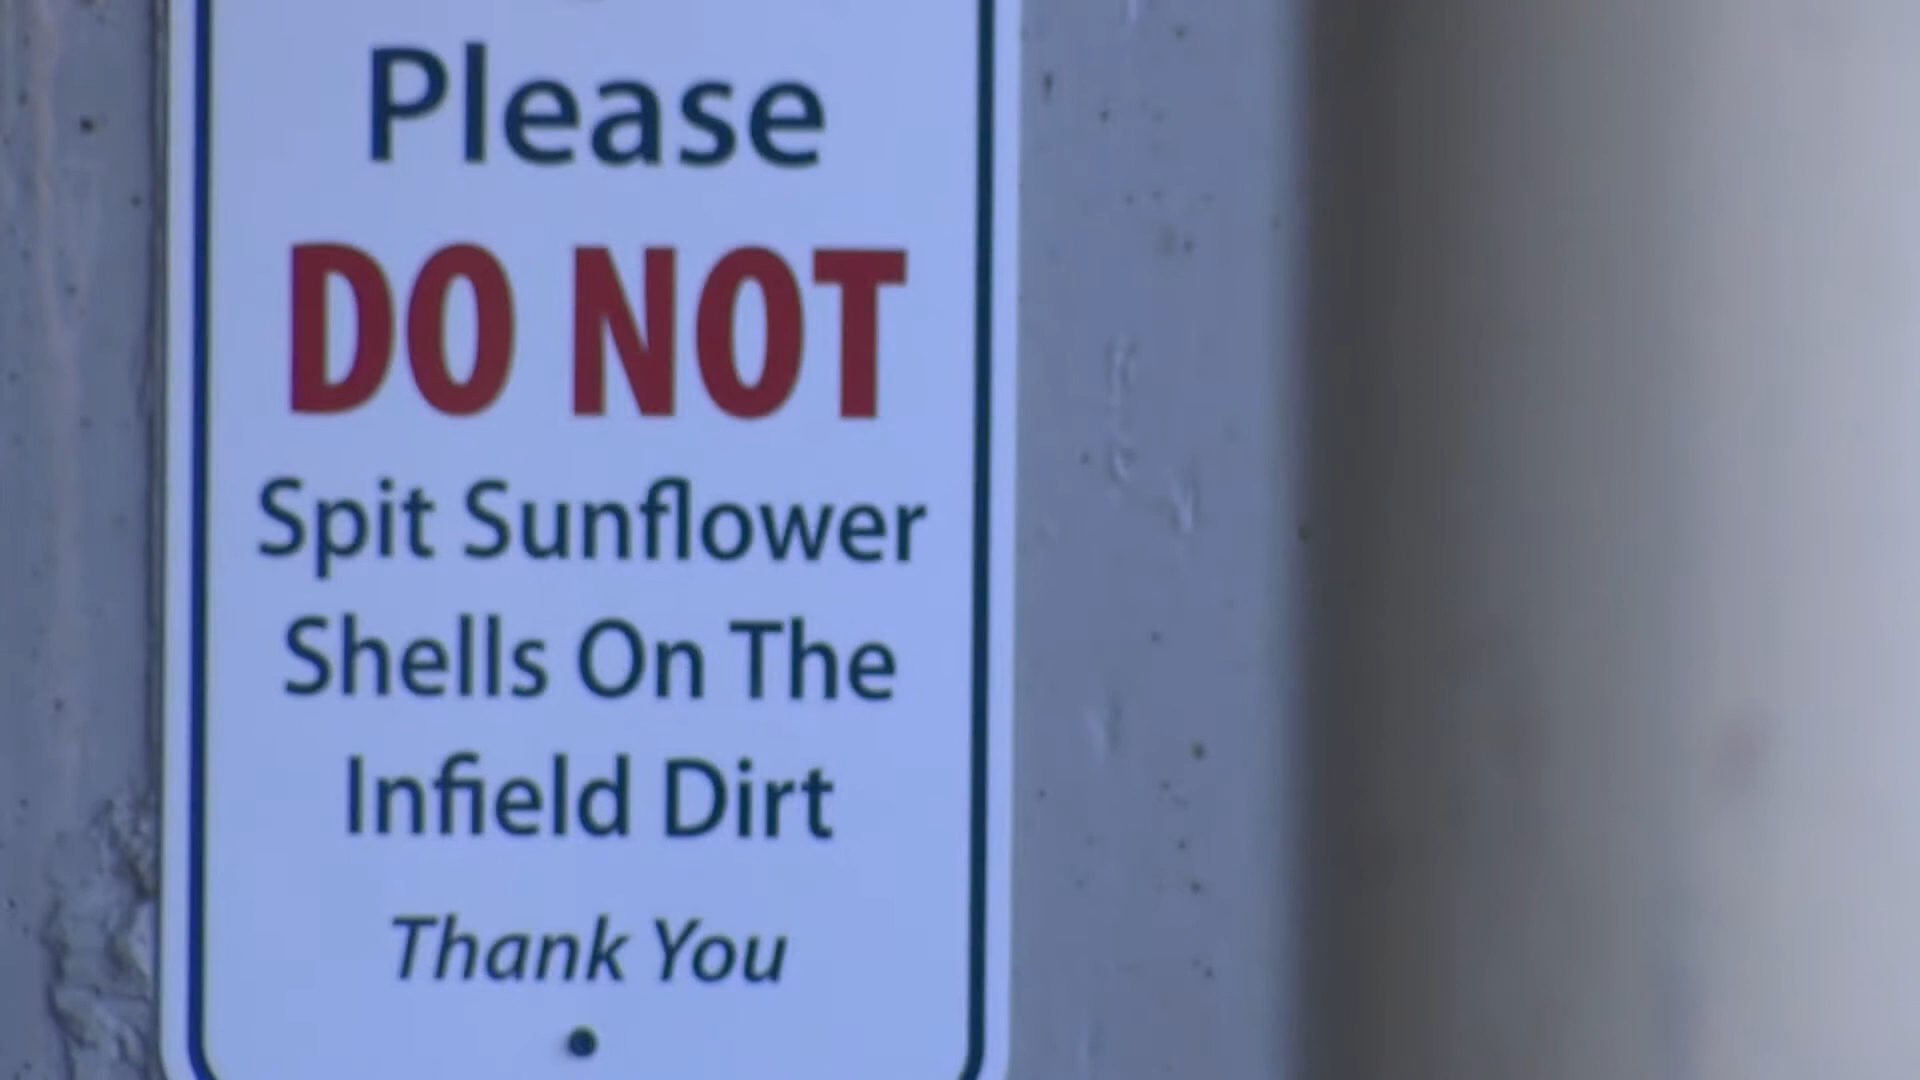 Please
DO NOT
Spit Sunflower
Shells On The
Infield Dirt
Thank You